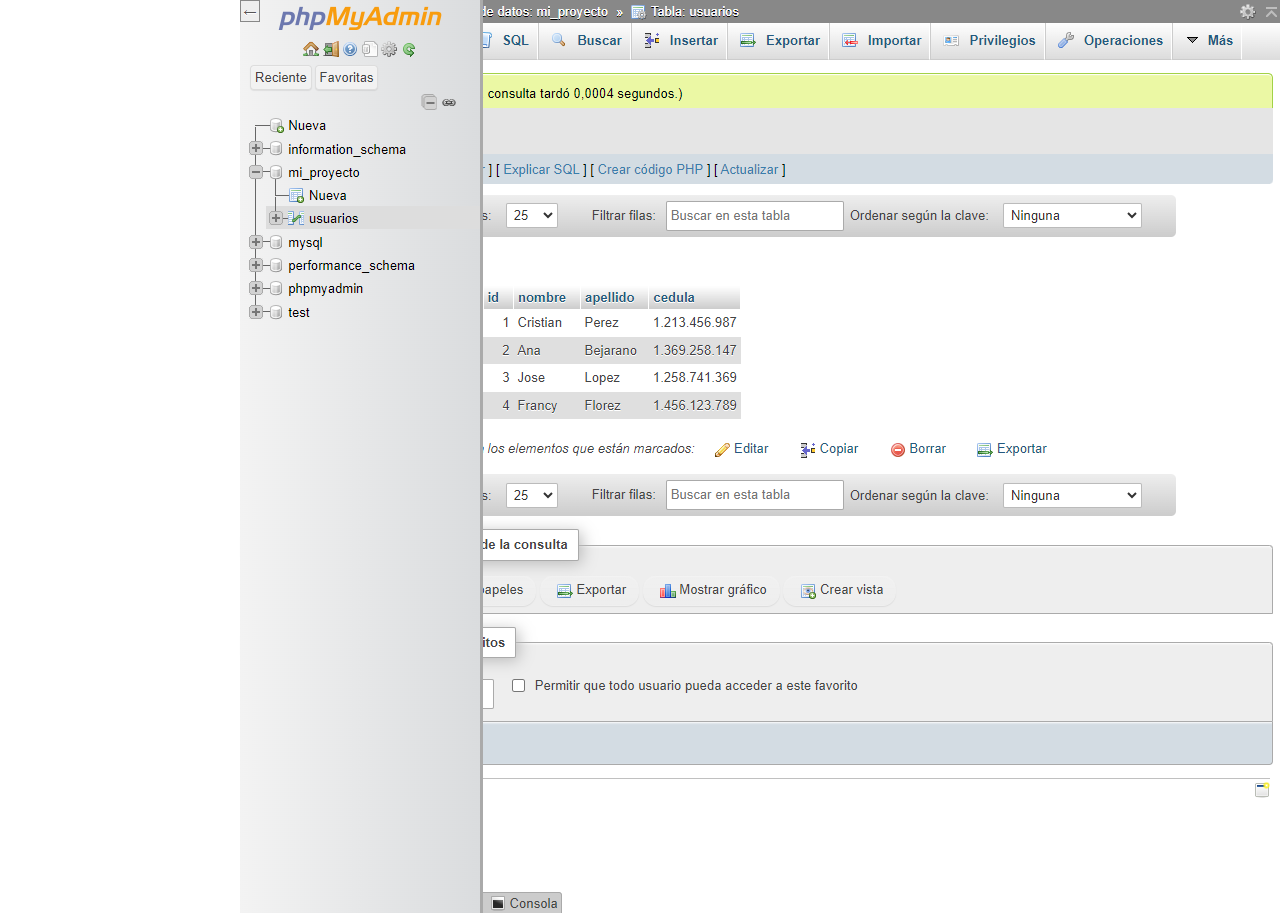 phpMyAdmin
Reciente Favoritas
Nueva
information_schema
mi_proyecto
Nueva
usuarios
mysql
performance_schema
phpmyadmin
test
de datos: mi_proyecto » Tabla: usuarios
SQL Buscar Insertar Exportar Importar Privilegios Operaciones Más
consulta tardó 0,0004 segundos.)
] [ Explicar SQL ] [ Crear código PHP ] [ Actualizar ]
25 Filtrar filas: Buscar en esta tabla Ordenar según la clave: Ninguna
id nombre apellido cedula
1 Cristian Perez 1.213.456.987
2 Ana Bejarano 1.369.258.147
3 Jose Lopez 1.258.741.369
4 Francy Florez 1.456.123.789
los elementos que están marcados: Editar Copiar Borrar Exportar
25 Filtrar filas: Buscar en esta tabla Ordenar según la clave: Ninguna
de la consulta
papeles Exportar Mostrar gráfico Crear vista
itos
Permitir que todo usuario pueda acceder a este favorito
Consola